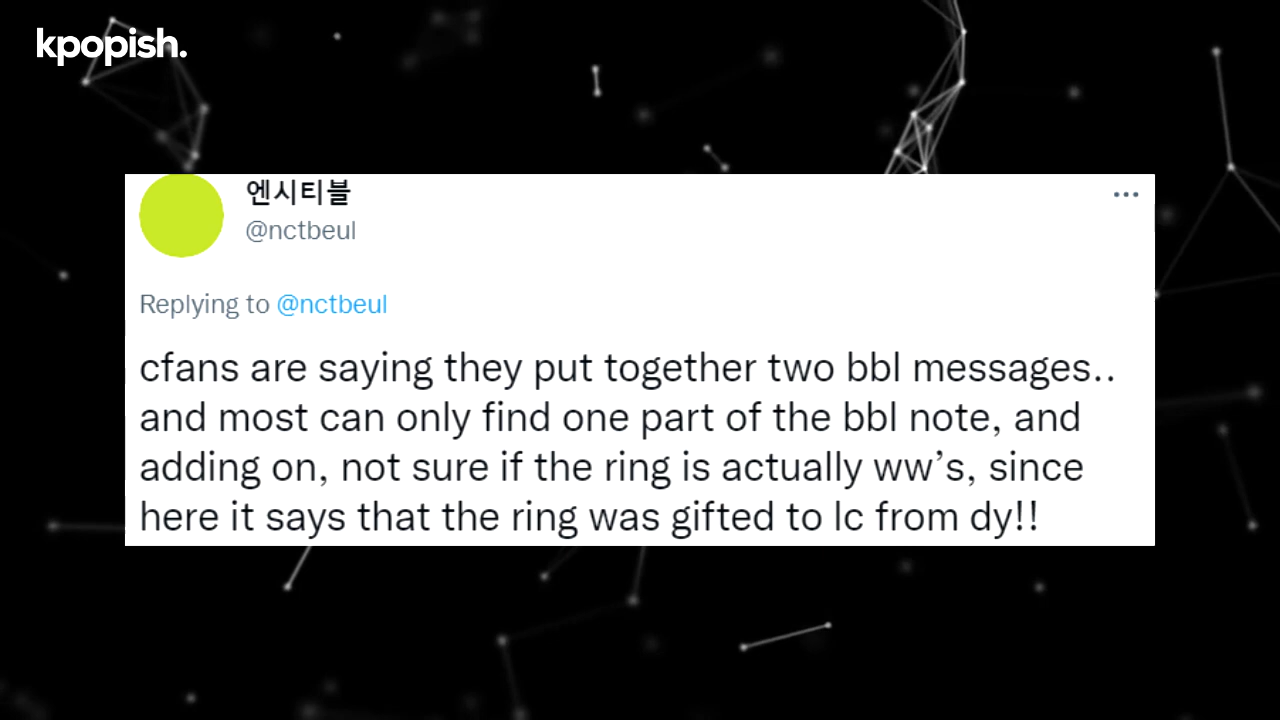 kpopish.
엔시티블
@nctbeul
Replying to @nctbeul
cfans are saying they put together two bbl messages..
and most can only find one part of the bbl note, and
adding on, not sure if the ring is actually ww’s, since
here it says that the ring was gifted to lc from dy!!